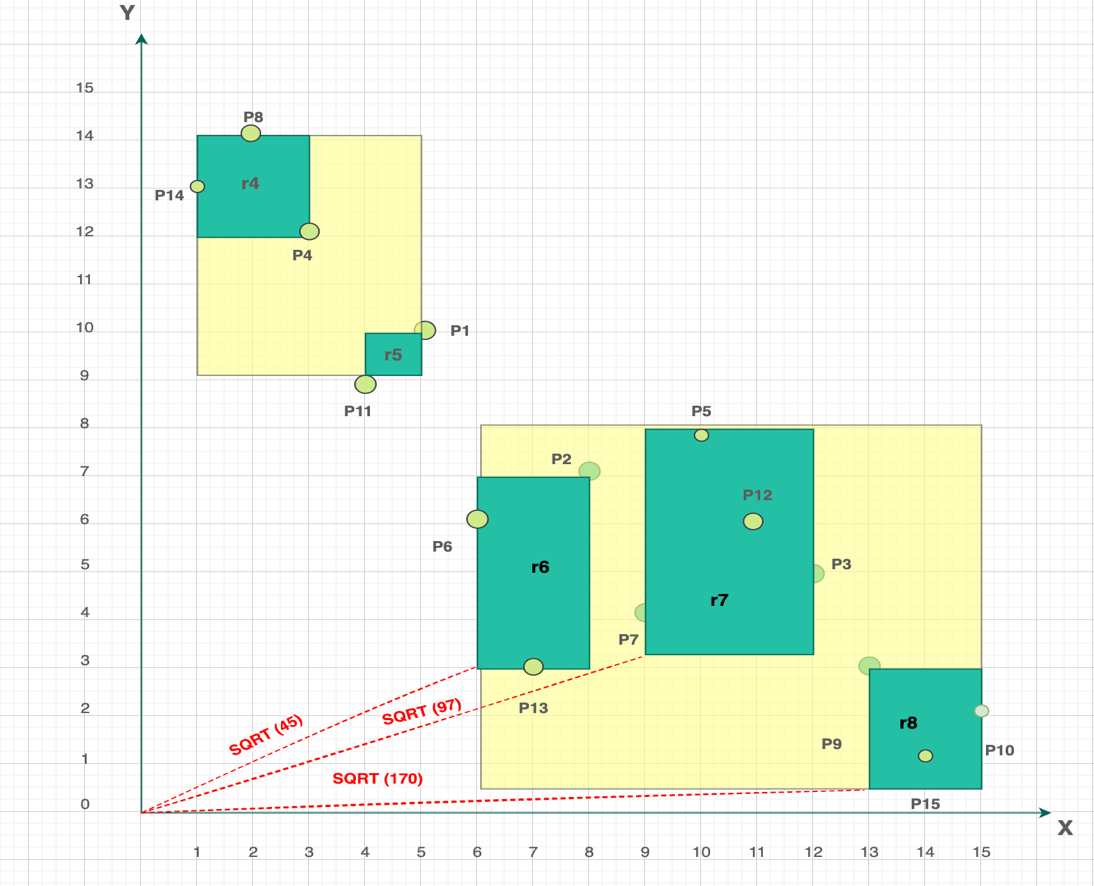 Y
15
P8
14
r4
13
P14
12
P4
11
10
P1
r5
9
P11
8
P5
P2
7
P12
6
P6
r6
5
P3
r7
4
P7
3
SQRT (45)
SQRT (97)
P13
2
r8
P9
P10
1
SQRT (170)
0
P15
X
1 2 3 4 5 6 7 8 9 10 11 12 13 14 15